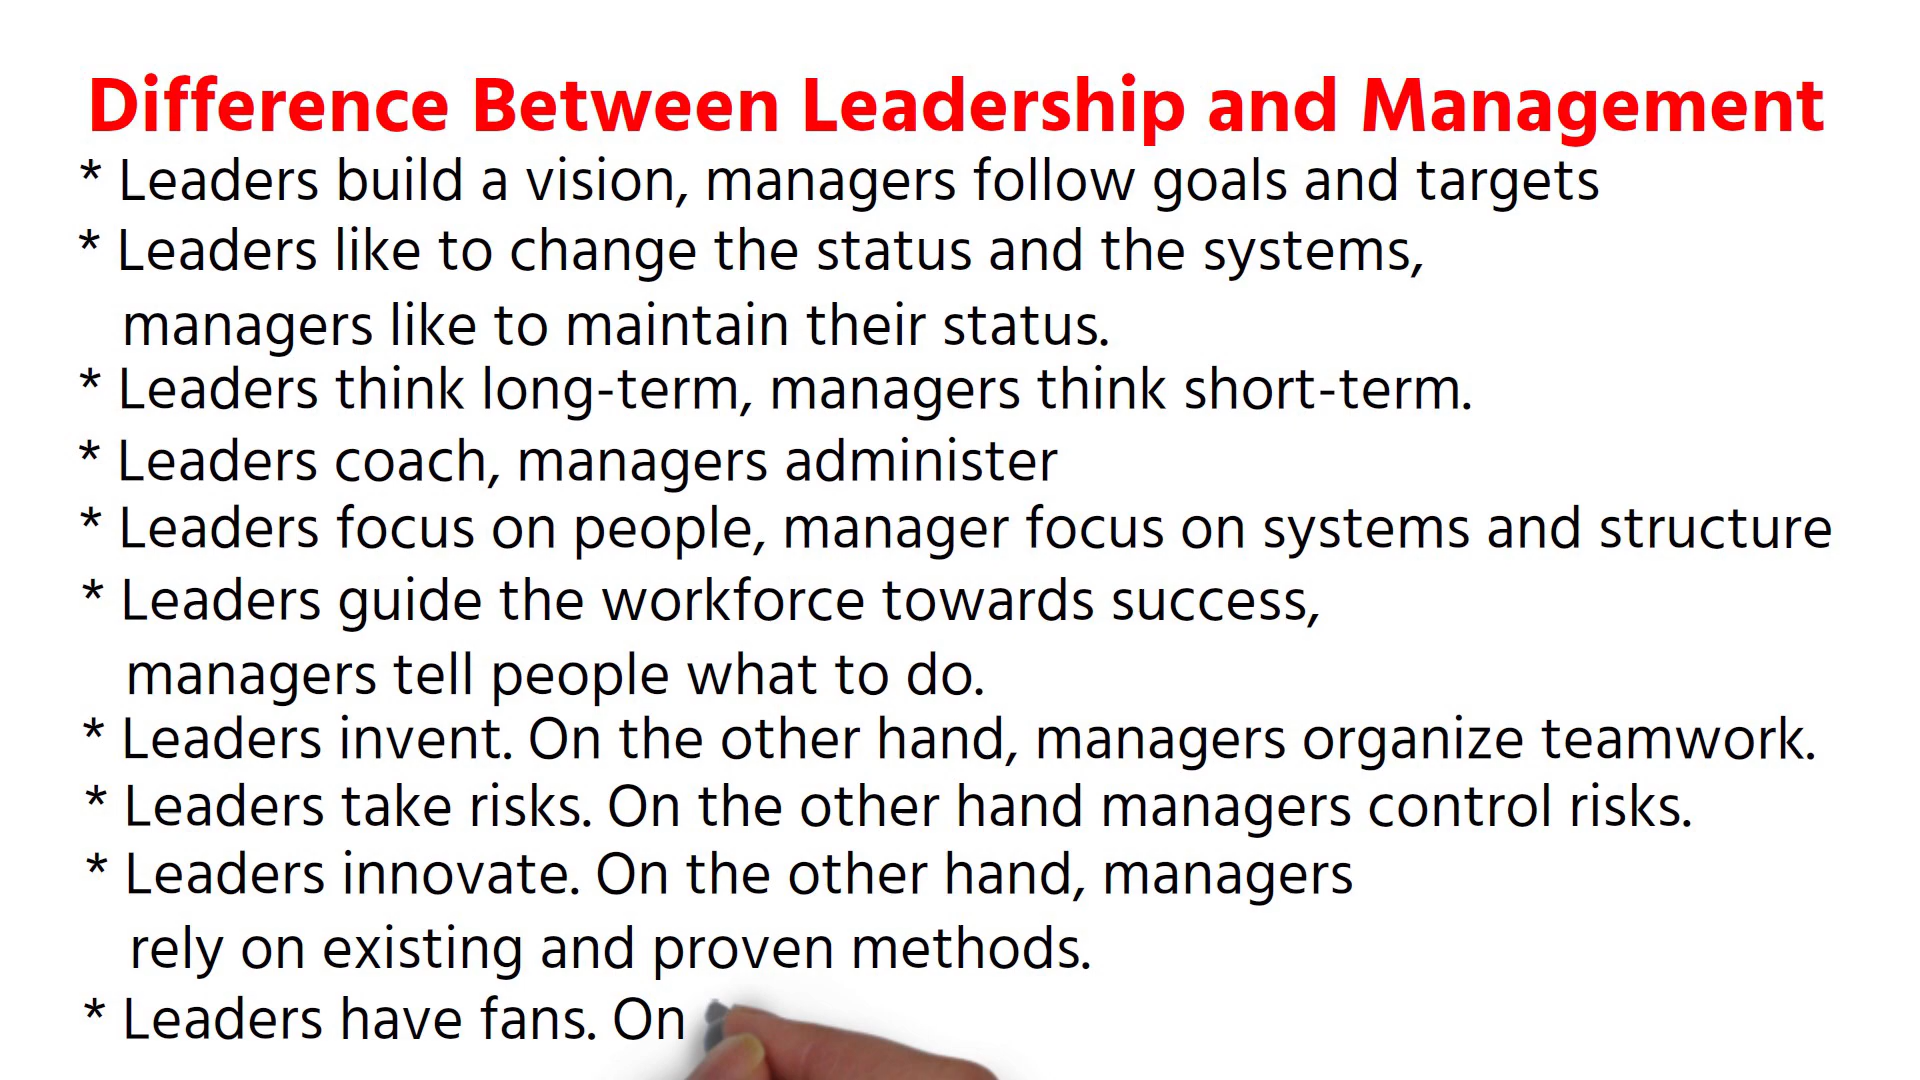 Difference Between Leadership and Management
* Leaders build a vision, managers follow goals and targets
* Leaders like to change the status and the systems,
managers like to maintain their status.
* Leaders think long-term, managers think short-term.
* Leaders coach, managers administer
* Leaders focus on people, manager focus on systems and structure
* Leaders guide the workforce towards success,
managers tell people what to do.
* Leaders invent. On the other hand, managers organize teamwork.
* Leaders take risks. On the other hand managers control risks.
* Leaders innovate. On the other hand, managers
rely on existing and proven methods.
* Leaders have fans. On